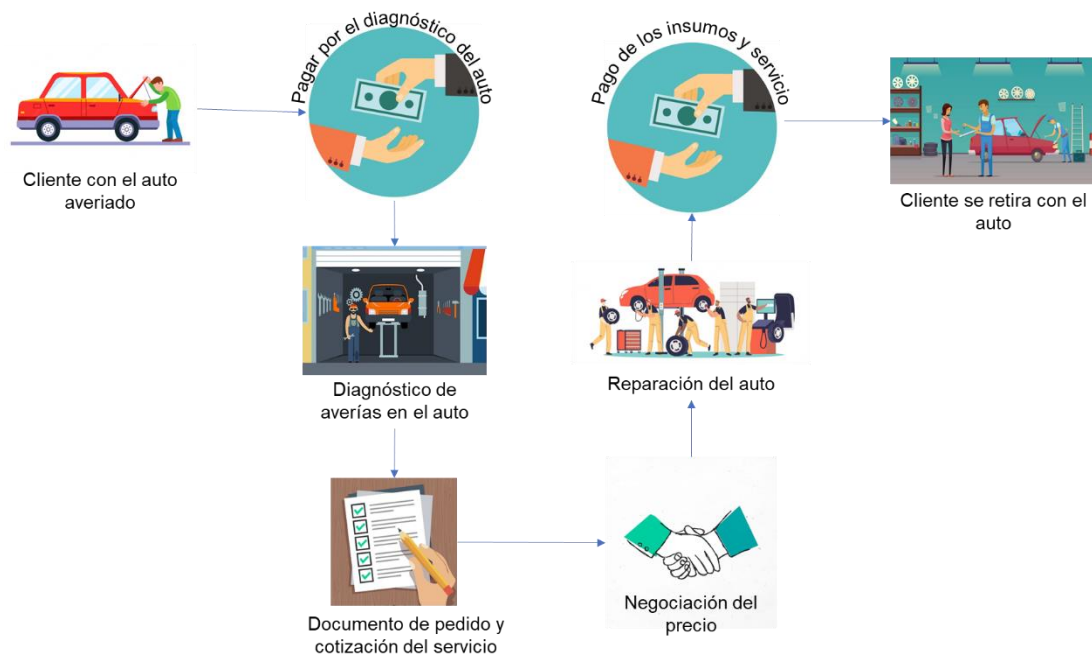 Cliente con el auto
averiado
Pagar por el diagnóstico del auto
Diagnóstico de
averías en el auto
Documento de pedido y
cotización del servicio
Negociación del
precio
Reparación del auto
Pago de los insumos y servicio
Cliente se retira con el
auto